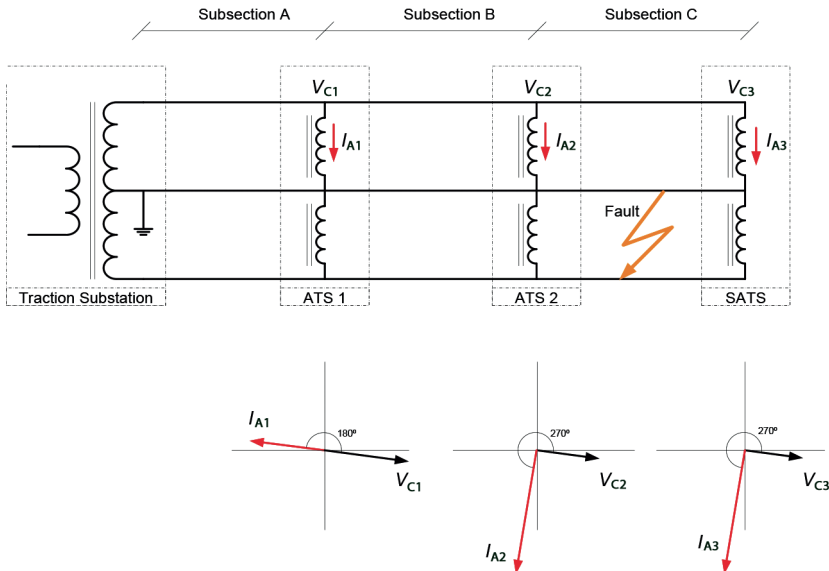 Subsection A
Subsection B
Subsection C
VC1
VC2
VC3
IA1
IA2
IA3
Fault
Traction Substation
ATS 1
ATS 2
SATS
IA1
180º
VC1
270º
VC2
IA2
270º
VC3
IA3